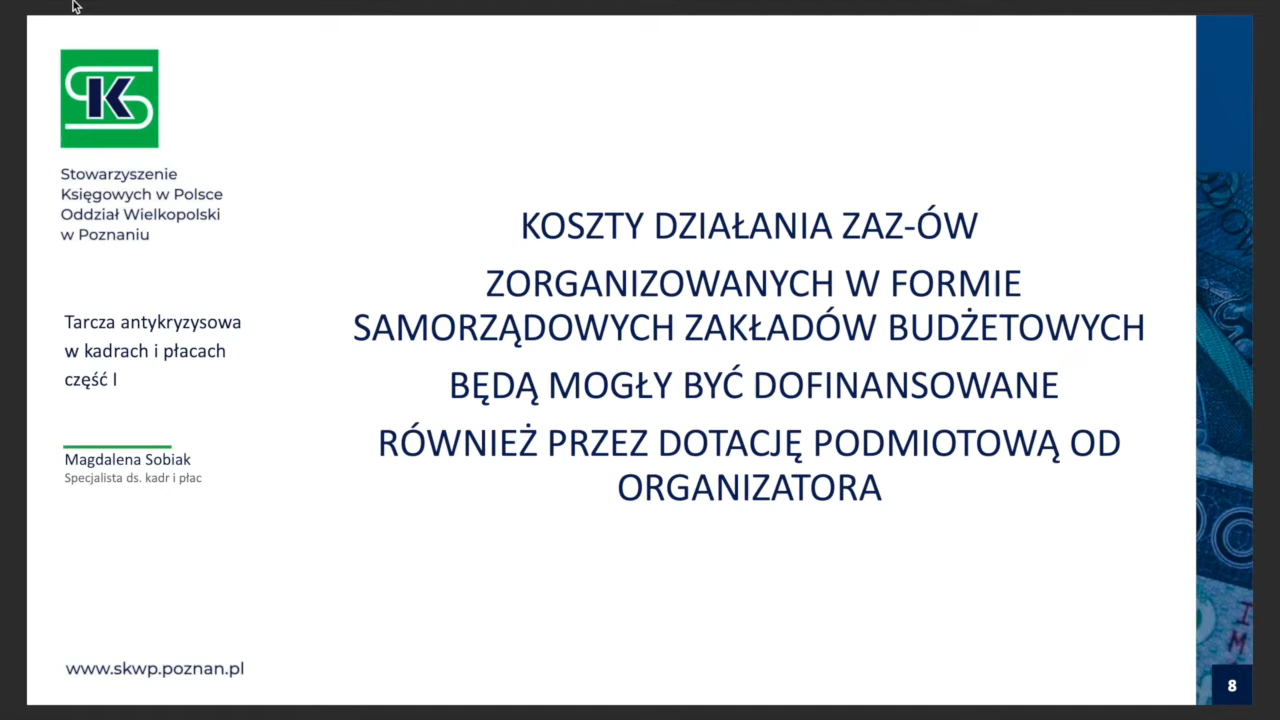 Stowarzyszenie
Księgowych w Polsce
Oddział Wielkopolski
w Poznaniu
Tarcza antykryzysowa
w kadrach i płacach
część I
Magdalena Sobiak
Specjalista ds. kadr i płac
www.skwp.poznan.pl
KOSZTY DZIAŁANIA ZAZ-ÓW
ZORGANIZOWANYCH W FORMIE
SAMORZĄDOWYCH ZAKŁADÓW BUDŻETOWYCH
BĘDĄ MOGŁY BYĆ DOFINANSOWANE
RÓWNIEŻ PRZEZ DOTACJĘ PODMIOTOWĄ OD
ORGANIZATORA
8